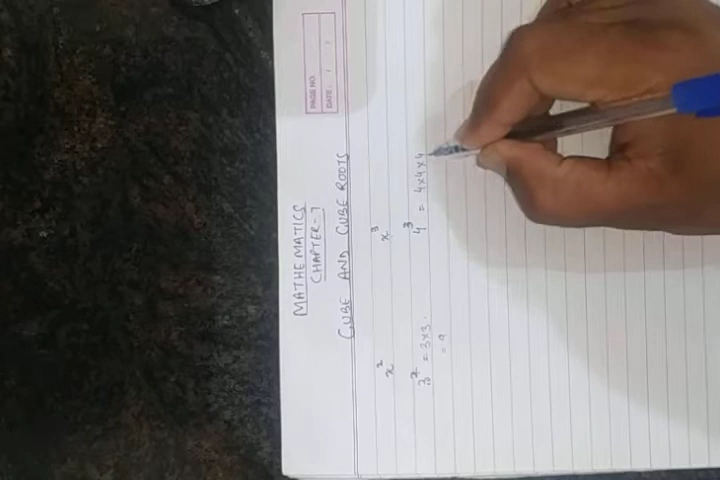 PAGE NO.
DATE: / /
MATHEMATICS
CHAPTER-7
CUBE AND CUBE ROOTS
x² x³
3² = 3×3. 4³ = 4×4×4
= 9